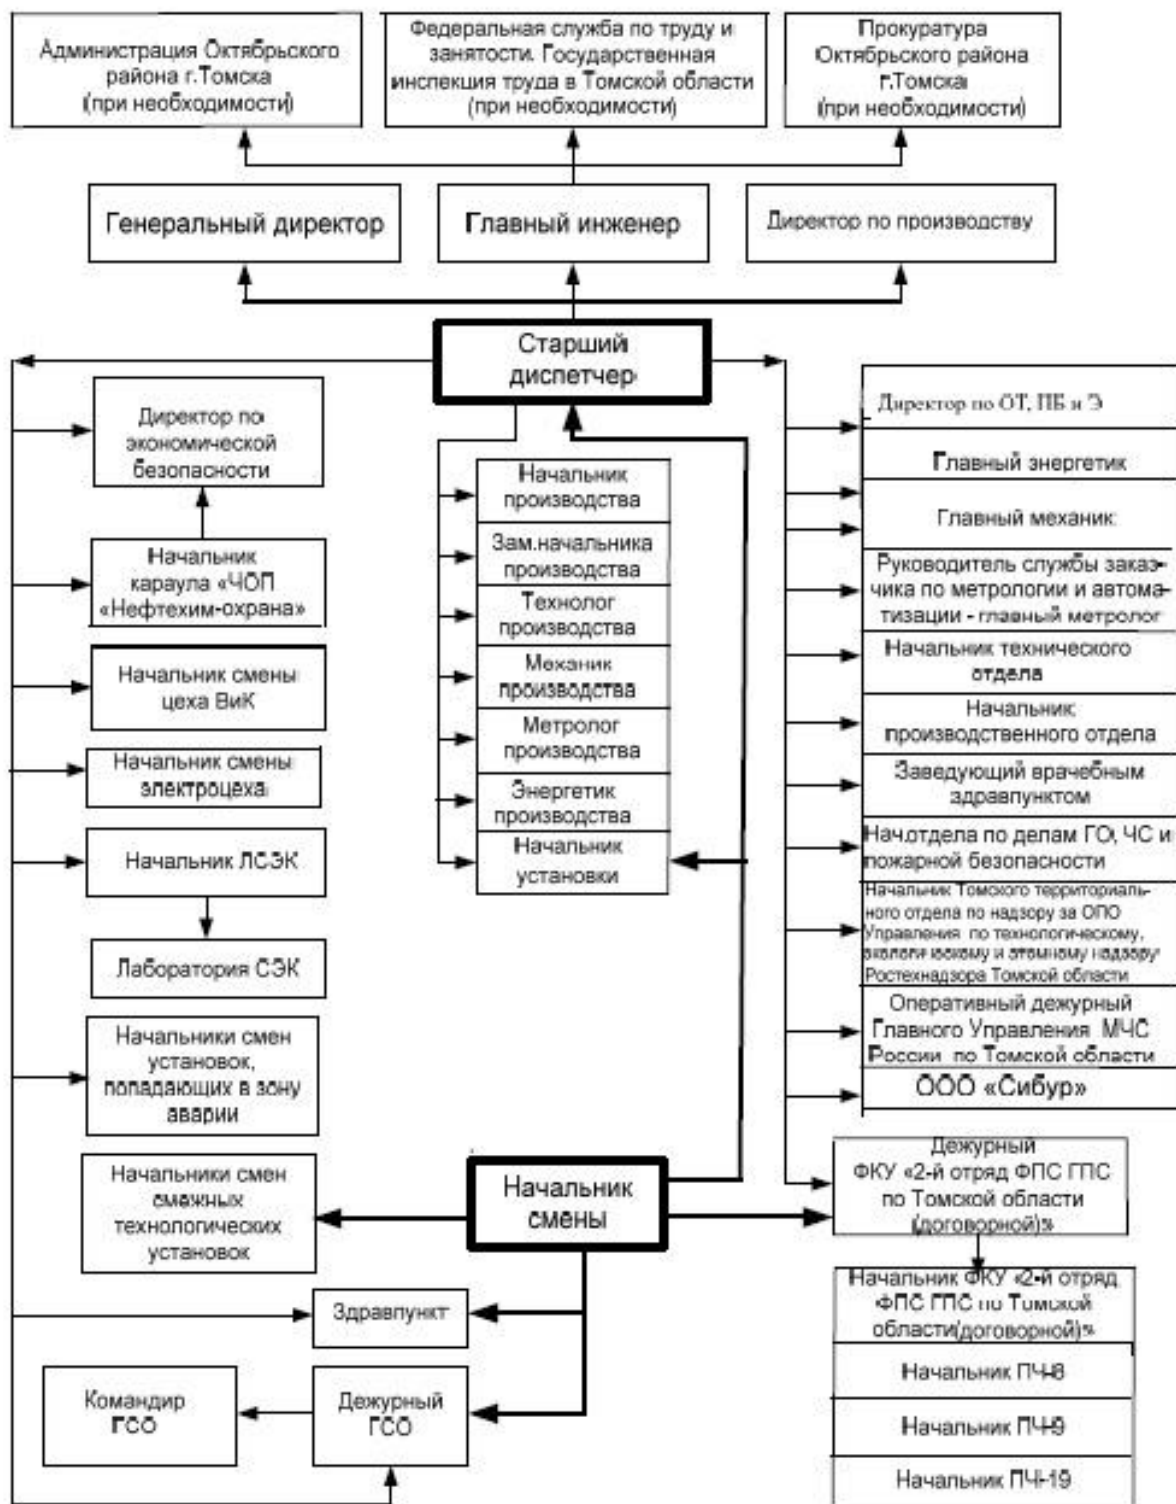 Администрация Октябрьского
района г.Томска
(при необходимости)
Федеральная служба по труду и
занятости. Государственная
инспекция труда в Томской области
(при необходимости)
Прокуратура
Октябрьского района
г.Томска
(при необходимости)
Генеральный директор
Главный инженер
Директор по производству
Старший
диспетчер
Директор по
экономической
безопасности
Начальник
караула «ЧОП
«Нефтехим-охрана»
Начальник смены
цеха ВиК
Начальник смены
электроцеха
Начальник ЛСЭК
Лаборатория СЭК
Начальники смен
установок,
попадающих в зону
аварии
Начальники смен
смежных
технологических
установок
Начальник
производства
Зам.начальника
производства
Технолог
производства
Механик
производства
Метролог
производства
Энергетик
производства
Начальник
установки
Директор по ОТ, ПБ и Э
Главный энергетик
Главный механик
Руководитель службы заказ-
чика по метрологии и автома-
тизации - главный метролог
Начальник технического
отдела
Начальник
производственного отдела
Заведующий врачебным
здравпунктом
Нач.отдела по делам ГО, ЧС и
пожарной безопасности
Начальник Томского территориаль-
ного отдела по надзору за ОПО
Управления по технологическому,
экологическому и атомному надзору
Ростехнадзора Томской области
Оперативный дежурный
Главного Управления МЧС
России по Томской области
ООО «Сибур»
Начальник
смены
Дежурный
ФКУ «2-й отряд ФПС ГПС
по Томской области
(договорной)»
Начальник ФКУ «2-й отряд
ФПС ГПС по Томской
области(договорной)»
Начальник ПЧ-8
Начальник ПЧ-9
Начальник ПЧ-19
Здравпункт
Командир
ГСО
Дежурный
ГСО